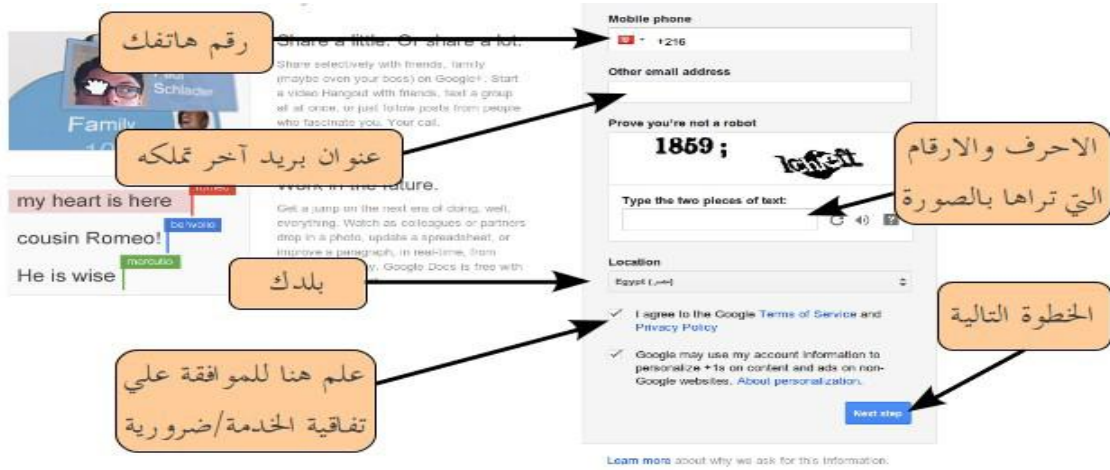 رقم هاتفك
Share a little. Or share a lot.
Share selectively with friends, family
(maybe even your boss) on Google+. Start
a video Hangout with friends, text a group
all at once, or just follow posts from people
who fascinate you. Your call.
Paul
Schlader
Family
عنوان بريد آخر تملكه
Work in the future.
Get a jump on the next era of doing, well,
everything. Watch as colleagues or partners
drop in a photo, update a spreadsheet, or
improve a paragraph, in real-time, from
Google Docs is free with
romeo
my heart is here
benvolio
cousin Romeo!
mercutio
He is wise
بلدك
علم هنا للموافقة علي
تفاقية الخدمة/ضرورية
Mobile phone
+216
Other email address
Prove you're not a robot
1859 ;
الاحرف والارقام
التي تراها بالصورة
Type the two pieces of text:
?
Location
Egypt (مصر)
الخطوة التالية
I agree to the Google Terms of Service and
Privacy Policy
Google may use my account information to
personalize +1s on content and ads on non-
Google websites. About personalization.
Next step
Learn more about why we ask for this information.